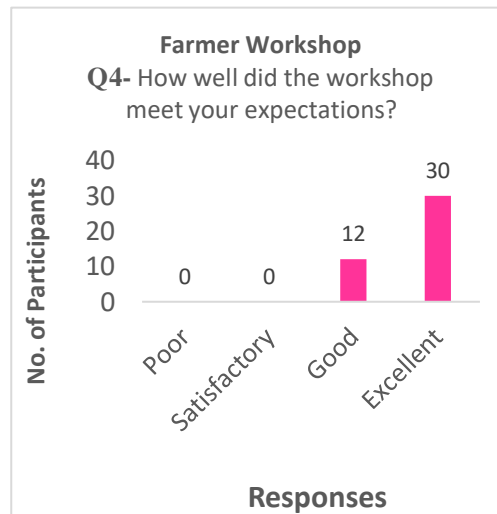 Farmer Workshop
Q4- How well did the workshop
meet your expectations?
No. of Participants
40
30
20
10
0
0
0
12
30
Poor
Satisfactory
Good
Excellent
Responses